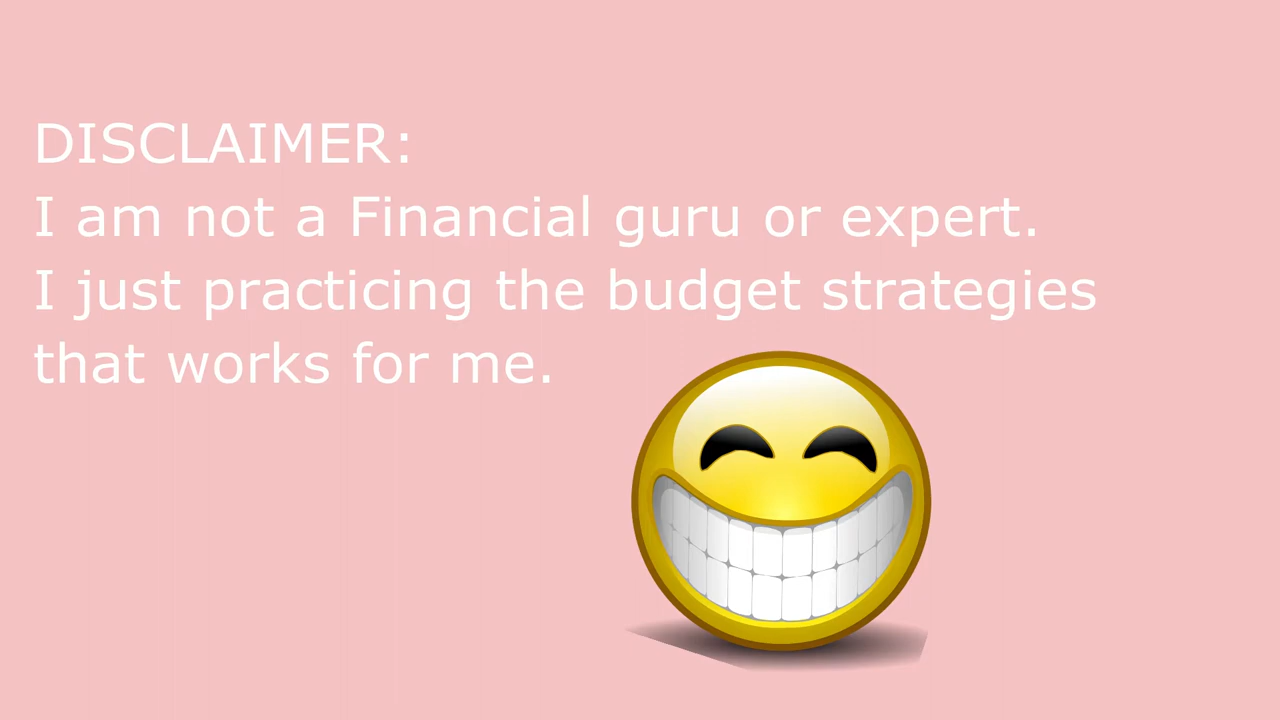 DISCLAIMER:
I am not a Financial guru or expert.
I just practicing the budget strategies
that works for me.